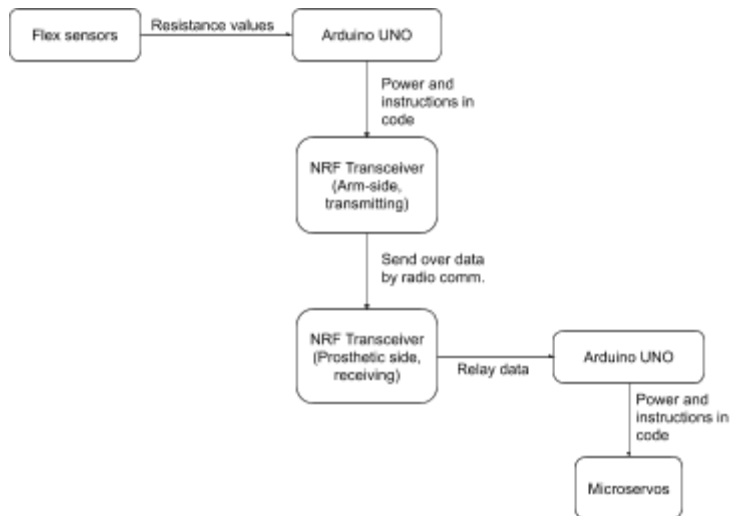 Flex sensors
Resistance values
Arduino UNO
Power and
instructions in
code
NRF Transceiver
(Arm-side,
transmitting)
Send over data
by radio comm.
NRF Transceiver
(Prosthetic side,
receiving)
Relay data
Arduino UNO
Power and
instructions in
code
Microservos